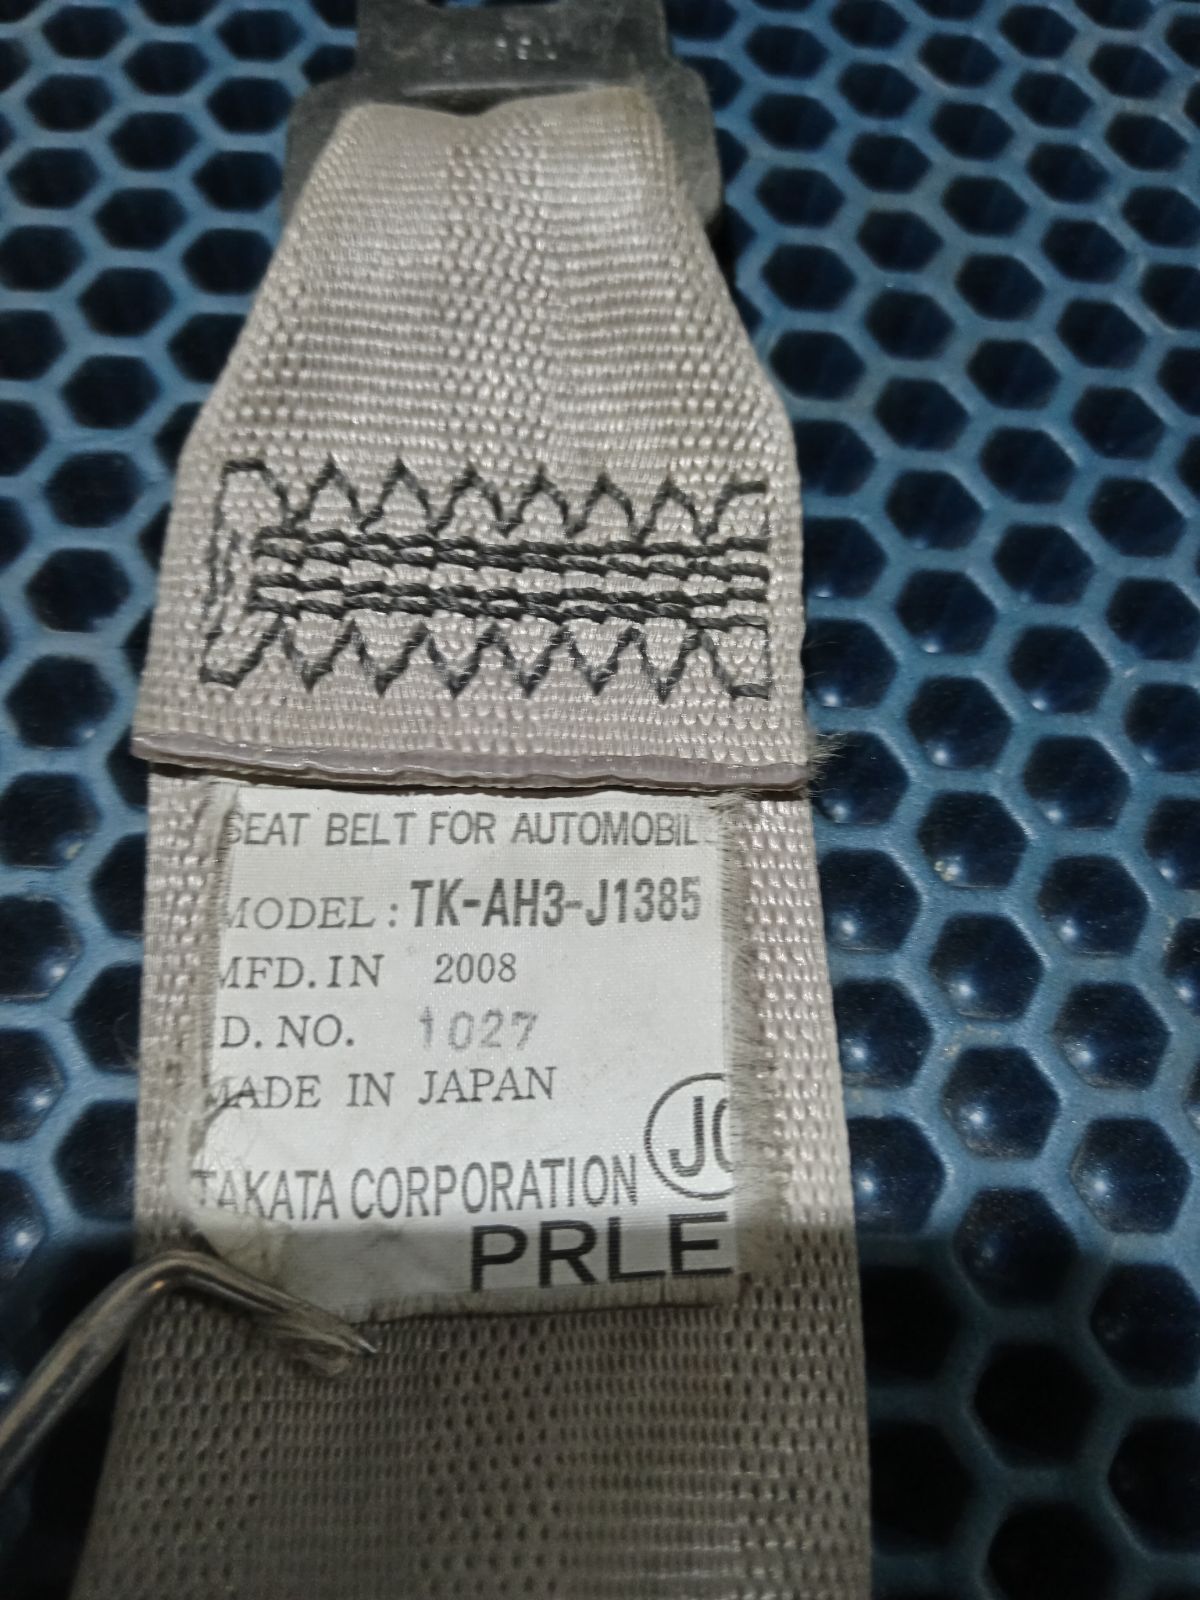 SEAT BELT FOR AUTOMOBIL
MODEL : TK-AH3-J1385
MFD. IN 2008
D. NO. 1027
MADE IN JAPAN
TAKATA CORPORATION
PRLE